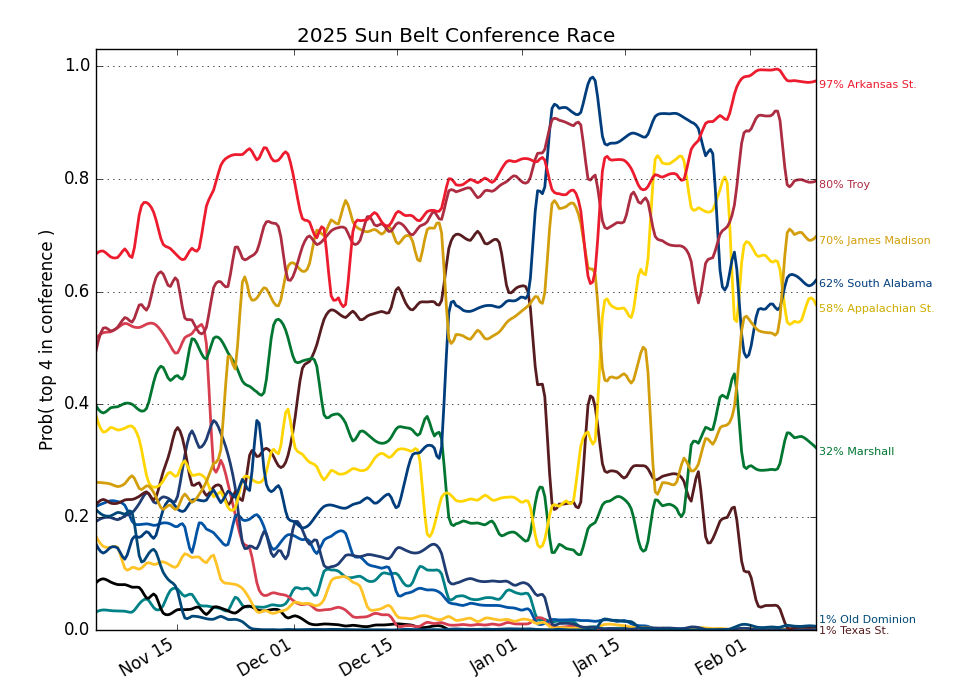 2025 Sun Belt Conference Race
Prob( top 4 in conference )
1.0
0.8
0.6
0.4
0.2
0.0
Nov 15
Dec 01
Dec 15
Jan 01
Jan 15
Feb 01
97% Arkansas St.
80% Troy
70% James Madison
62% South Alabama
58% Appalachian St.
32% Marshall
1% Old Dominion
1% Texas St.